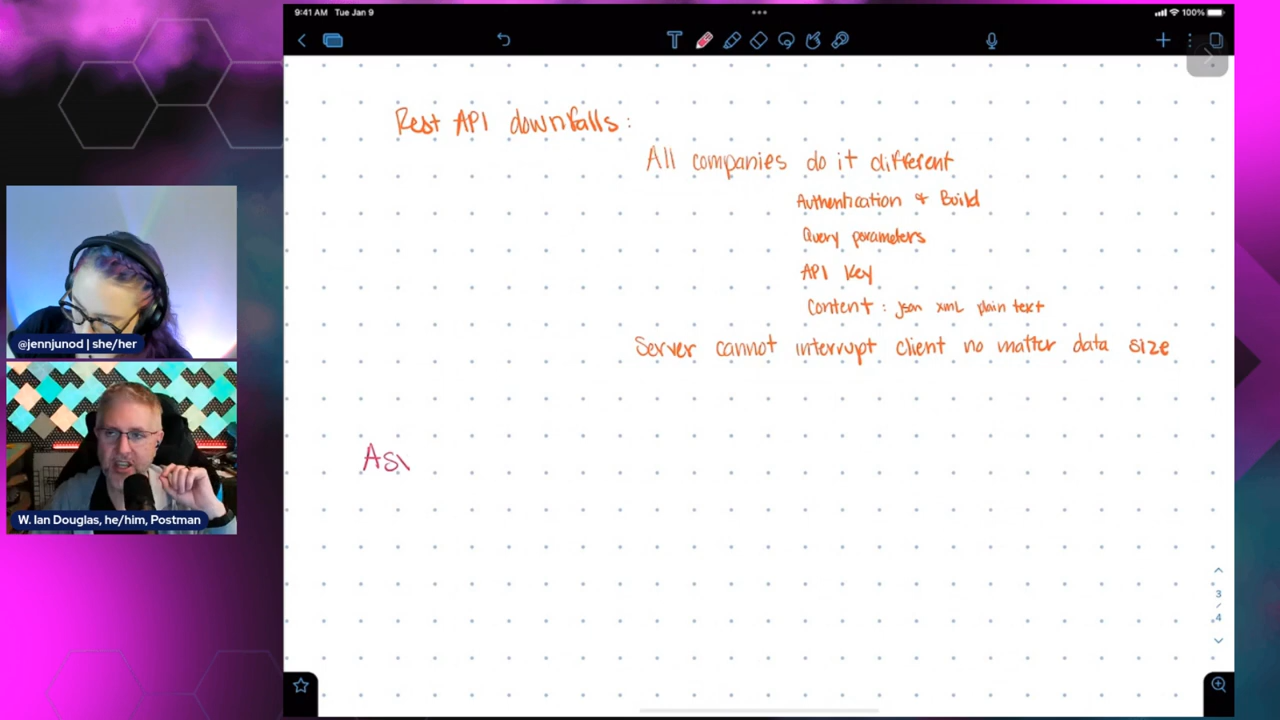 9:41 AM Tue Jan 9
100%
Rest API downfalls:
All companies do it different
Authentication & Build
Query parameters
API Key
Content: json xml plain text
Server cannot interrupt client no matter data size
@jennjunod | she/her
As
W. Ian Douglas, he/him, Postman
3
/
4